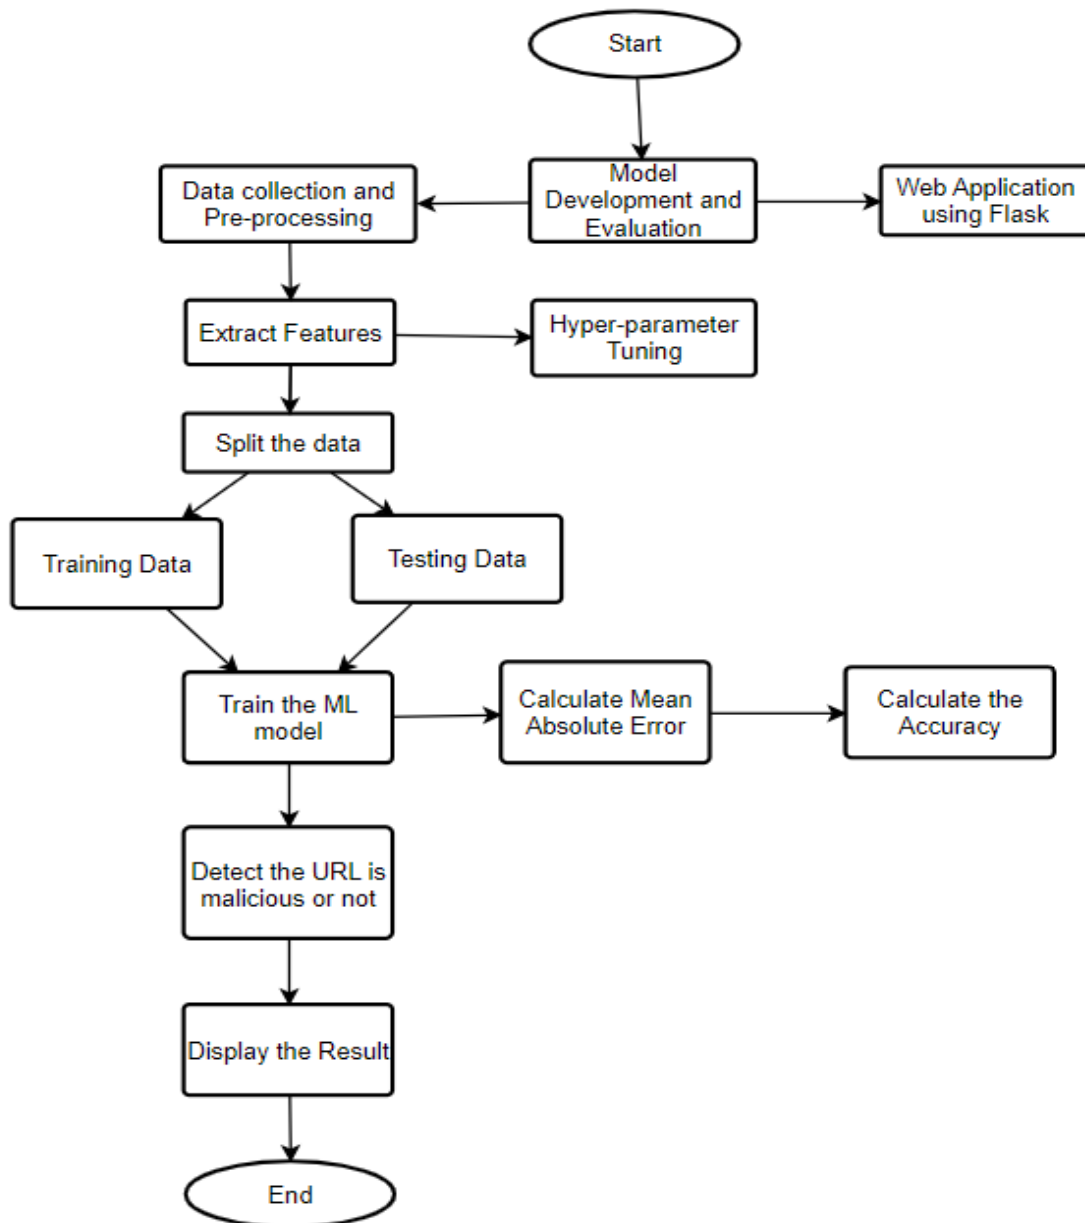 Start
Data collection and
Pre-processing
Model
Development and
Evaluation
Web Application
using Flask
Extract Features
Hyper-parameter
Tuning
Split the data
Training Data
Testing Data
Train the ML
model
Calculate Mean
Absolute Error
Calculate the
Accuracy
Detect the URL is
malicious or not
Display the Result
End